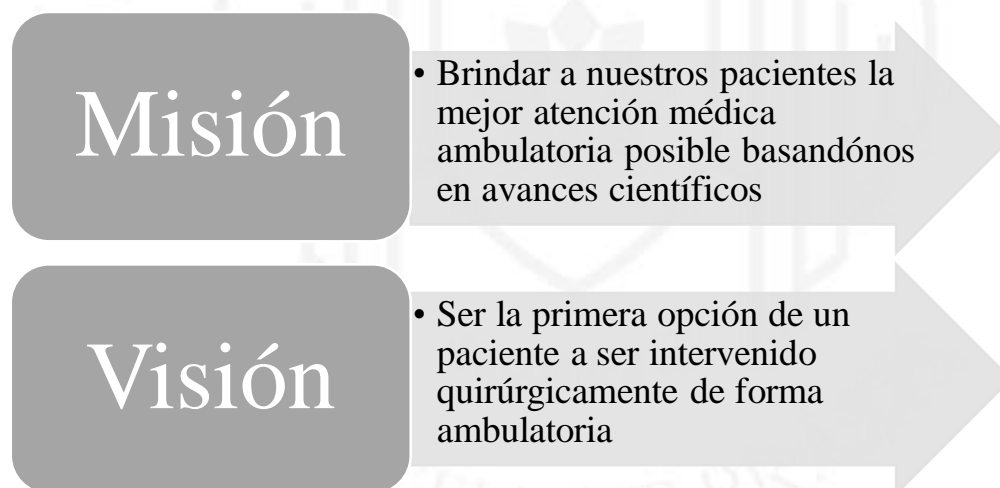 Misión
• Brindar a nuestros pacientes la
mejor atención médica
ambulatoria posible basandónos
en avances científicos
Visión
• Ser la primera opción de un
paciente a ser intervenido
quirúrgicamente de forma
ambulatoria